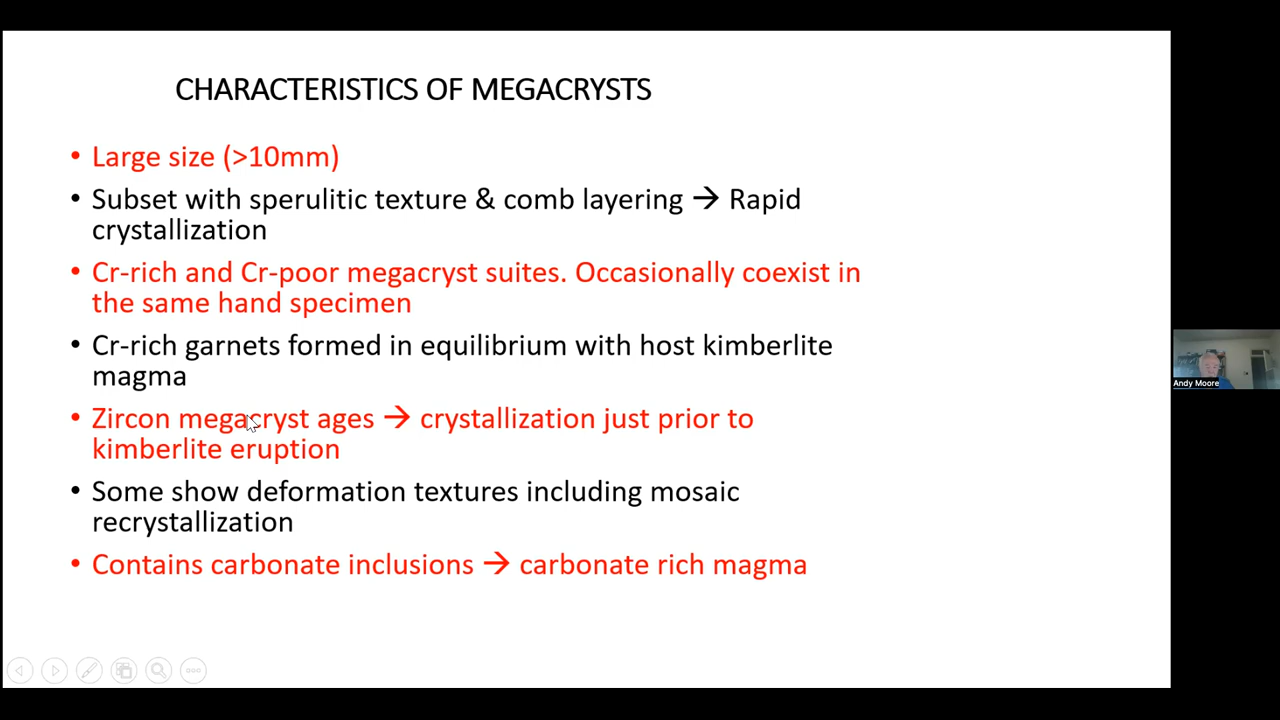 CHARACTERISTICS OF MEGACRYSTS
• Large size (>10mm)
• Subset with sperulitic texture & comb layering → Rapid
crystallization
• Cr-rich and Cr-poor megacryst suites. Occasionally coexist in
the same hand specimen
• Cr-rich garnets formed in equilibrium with host kimberlite
magma
• Zircon megacryst ages → crystallization just prior to
kimberlite eruption
• Some show deformation textures including mosaic
recrystallization
• Contains carbonate inclusions → carbonate rich magma
Andy Moore